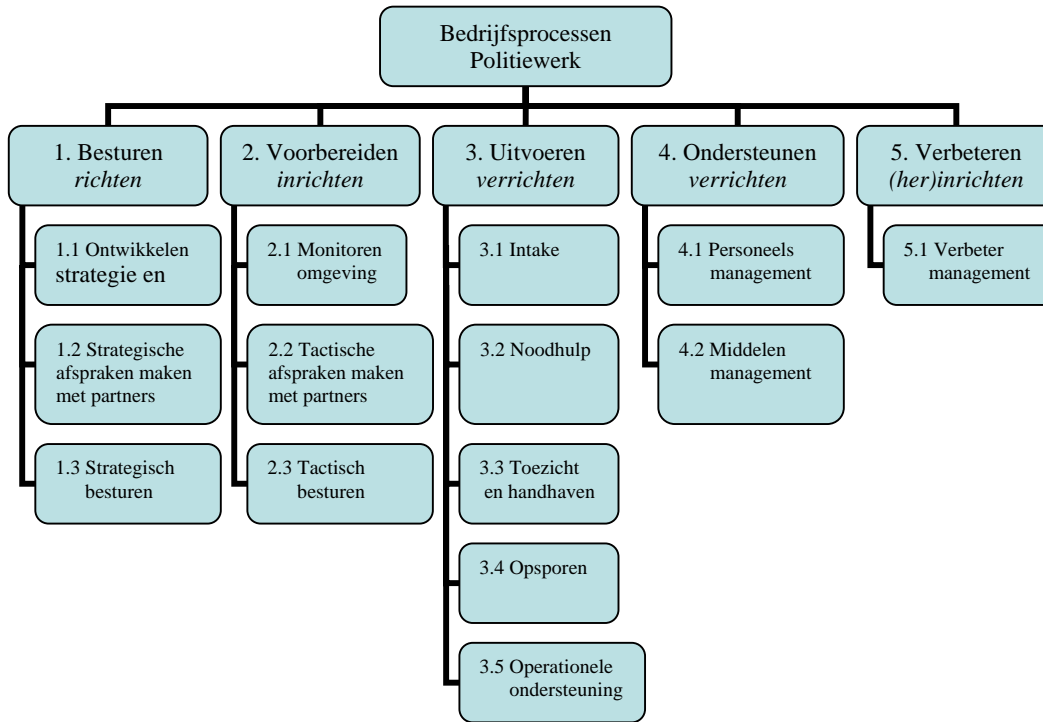 Bedrijfsprocessen
Politiewerk
1. Besturen
richten
2. Voorbereiden
inrichten
3. Uitvoeren
verrichten
4. Ondersteunen
verrichten
5. Verbeteren
(her)inrichten
1.1 Ontwikkelen
strategie en
1.2 Strategische
afspraken maken
met partners
1.3 Strategisch
besturen
2.1 Monitoren
omgeving
2.2 Tactische
afspraken maken
met partners
2.3 Tactisch
besturen
3.1 Intake
3.2 Noodhulp
3.3 Toezicht
en handhaven
3.4 Opsporen
3.5 Operationele
ondersteuning
4.1 Personeels
management
4.2 Middelen
management
5.1 Verbeter
management